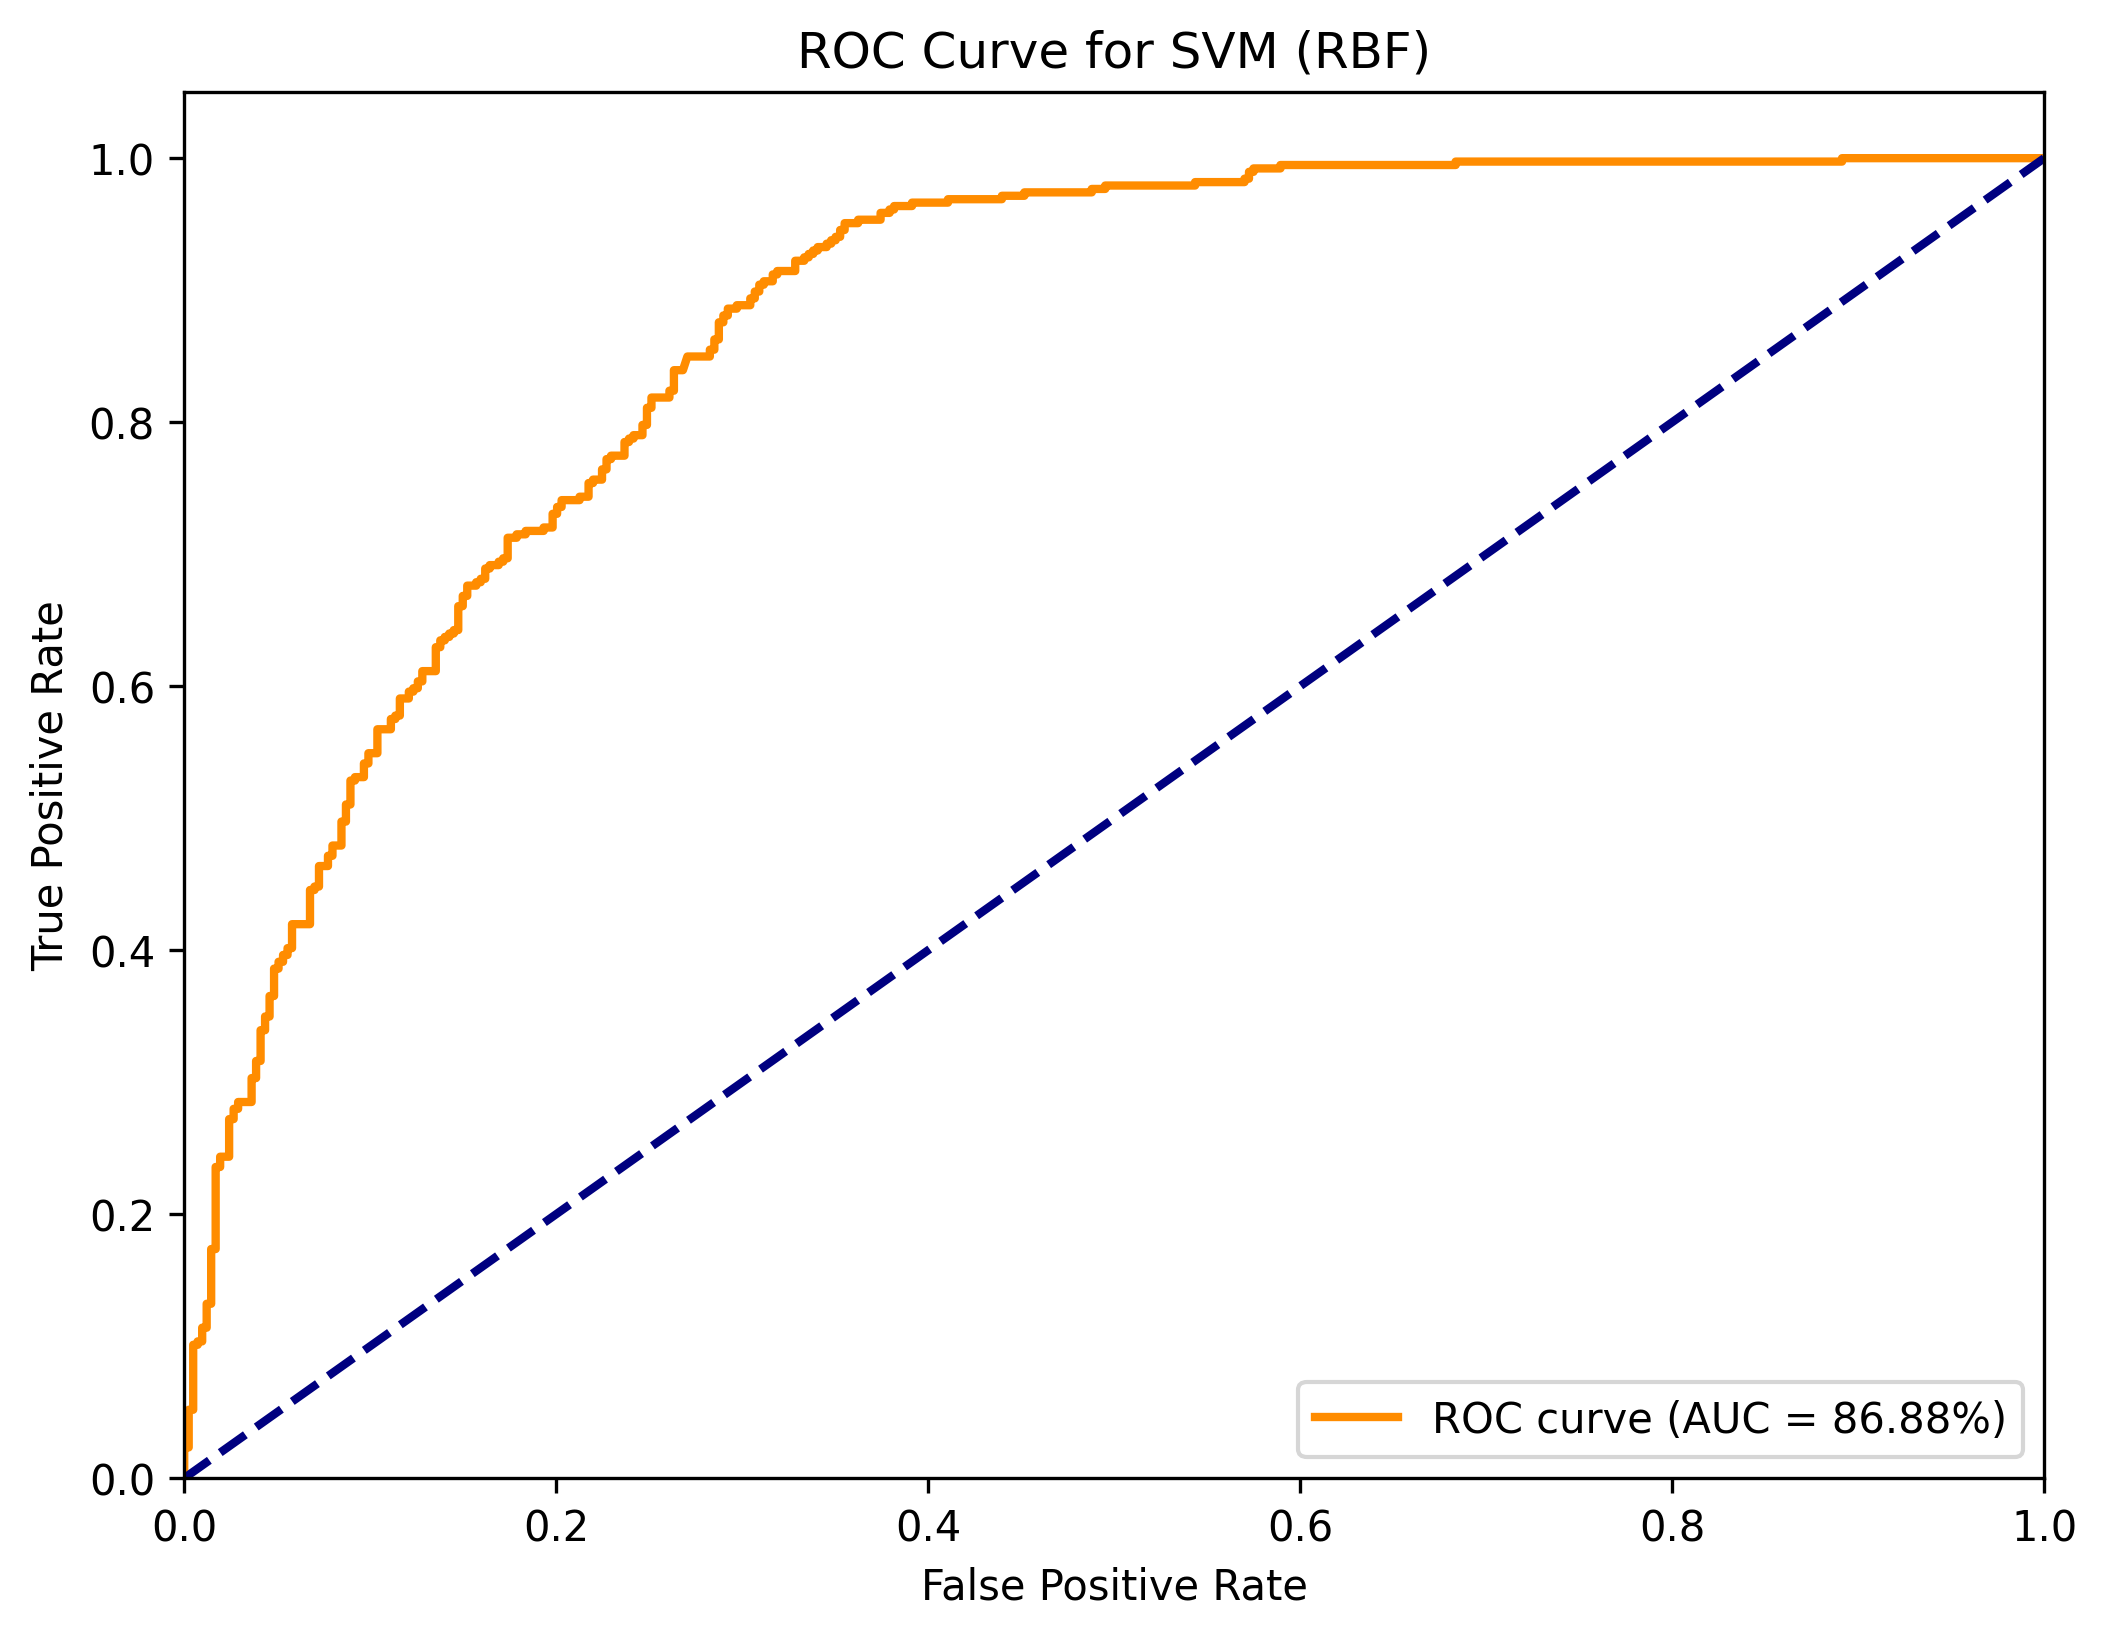 ROC Curve for SVM (RBF)
1.0
0.8
0.6
0.4
0.2
0.0
True Positive Rate
ROC curve (AUC = 86.88%)
0.0 0.2 0.4 0.6 0.8 1.0
False Positive Rate